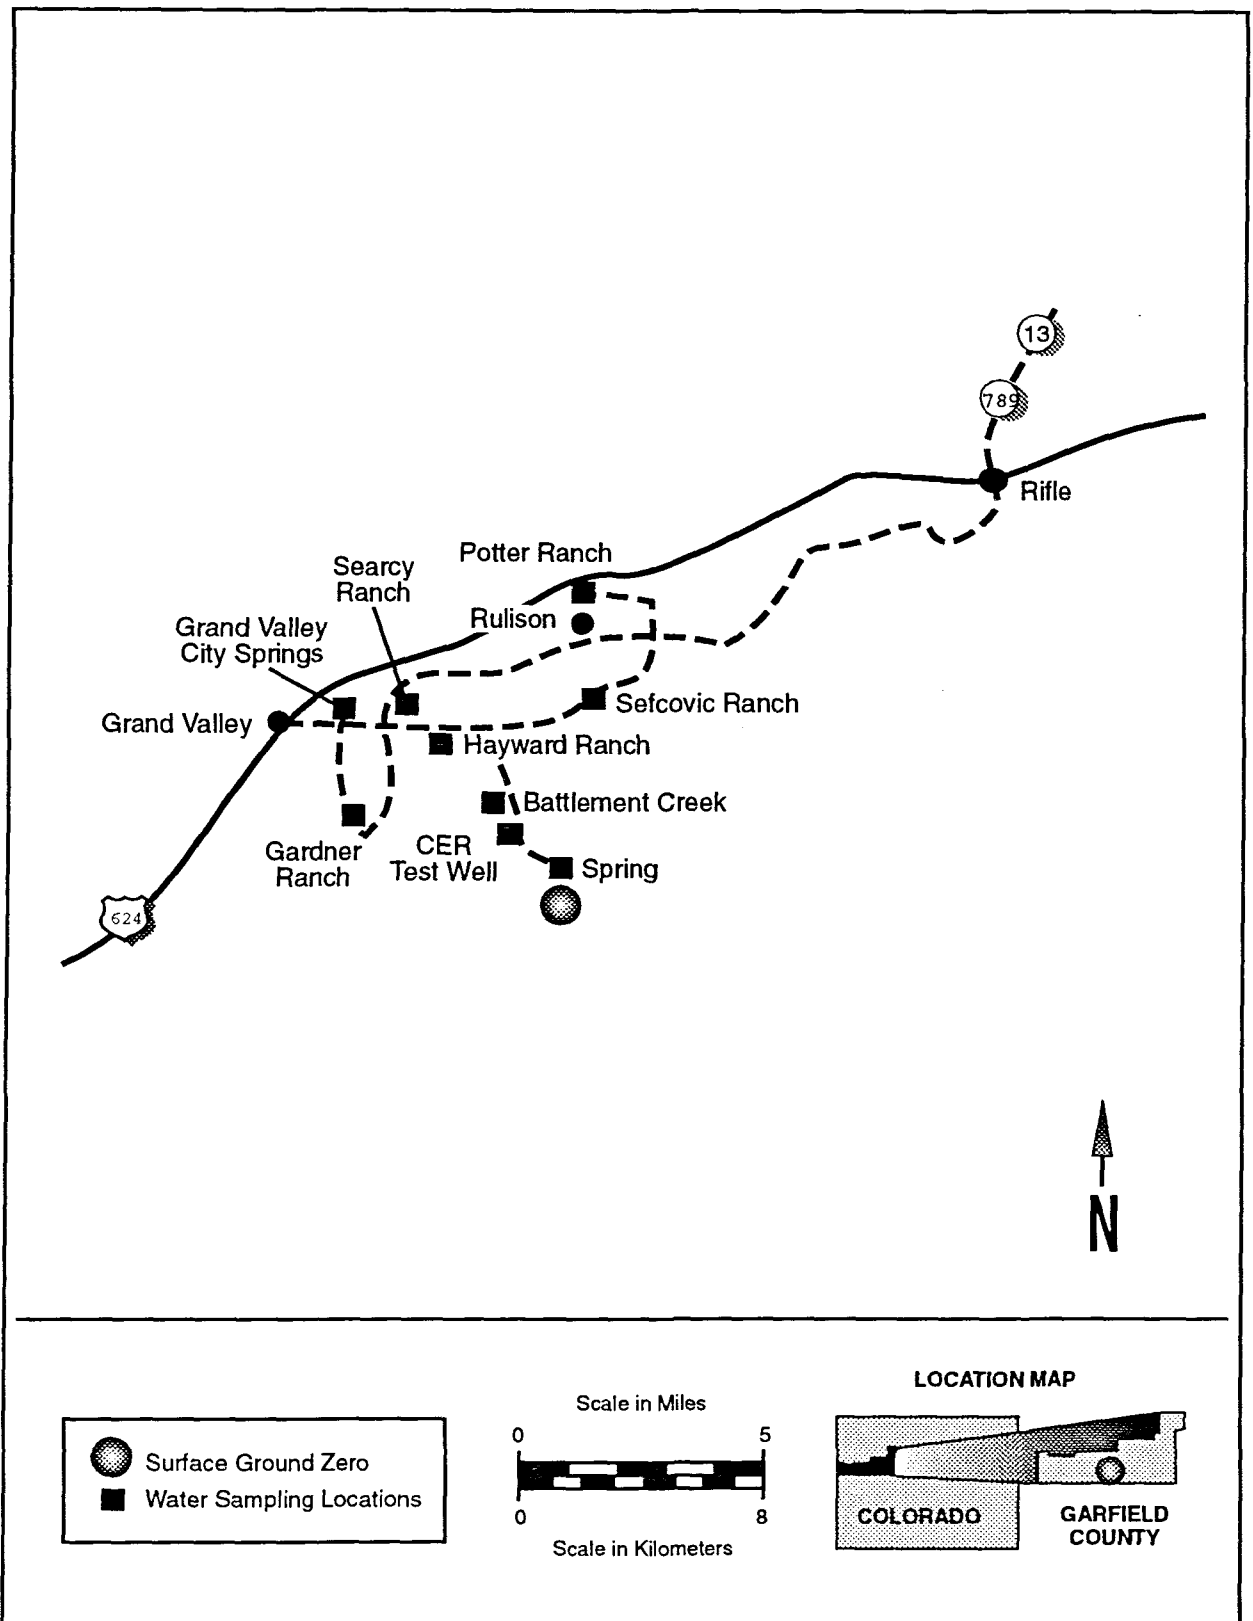 13
789
Rifle
Potter Ranch
Searcy
Ranch
Rulison
Grand Valley
City Springs
Sefcovic Ranch
Grand Valley
Hayward Ranch
Battlement Creek
CER
Test Well
Gardner
Ranch
Spring
624
N
LOCATION MAP
Scale in Miles
0 5
Surface Ground Zero
Water Sampling Locations
0 8
Scale in Kilometers
COLORADO
GARFIELD
COUNTY